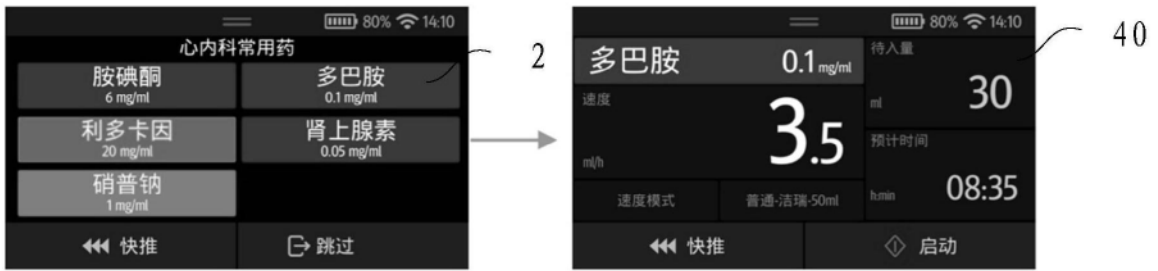 80% 14:10
心内科常用药
胺碘酮
6 mg/ml
多巴胺
0.1 mg/ml
利多卡因
20 mg/ml
肾上腺素
0.05 mg/ml
硝普钠
1 mg/ml
快推
跳过
2
80% 14:10
多巴胺 0.1 mg/ml
速度
3.5
ml/h
速度模式
普通-洁瑞-50ml
待入量
30
ml
预计时间
h:min 08:35
快推
启动
40